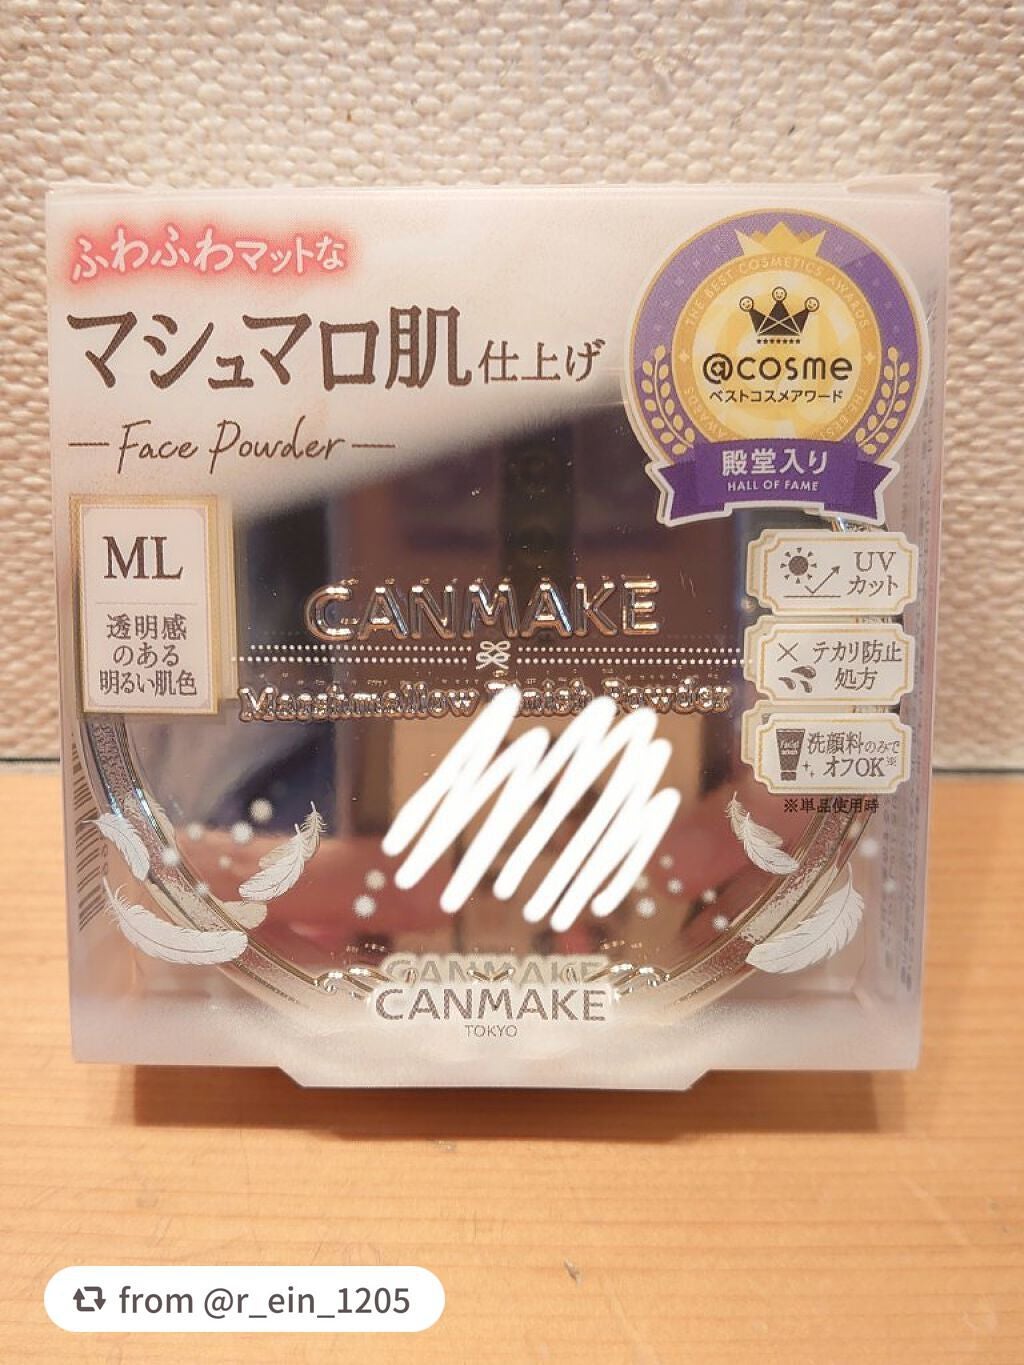 ふわふわマットな
マシュマロ肌仕上げ
Face Powder
THE BEST COSMETICS AWARDS
@cosme
ベストコスメアワード
殿堂入り
HALL OF FAME
ML
透明感
のある
明るい肌色
CANMAKE
Marshmallow Finish Powder
UV
カット
テカリ防止
処方
洗顔料のみで
オフOK※
※単品使用時
CANMAKE
TOKYO
from @r_ein_1205